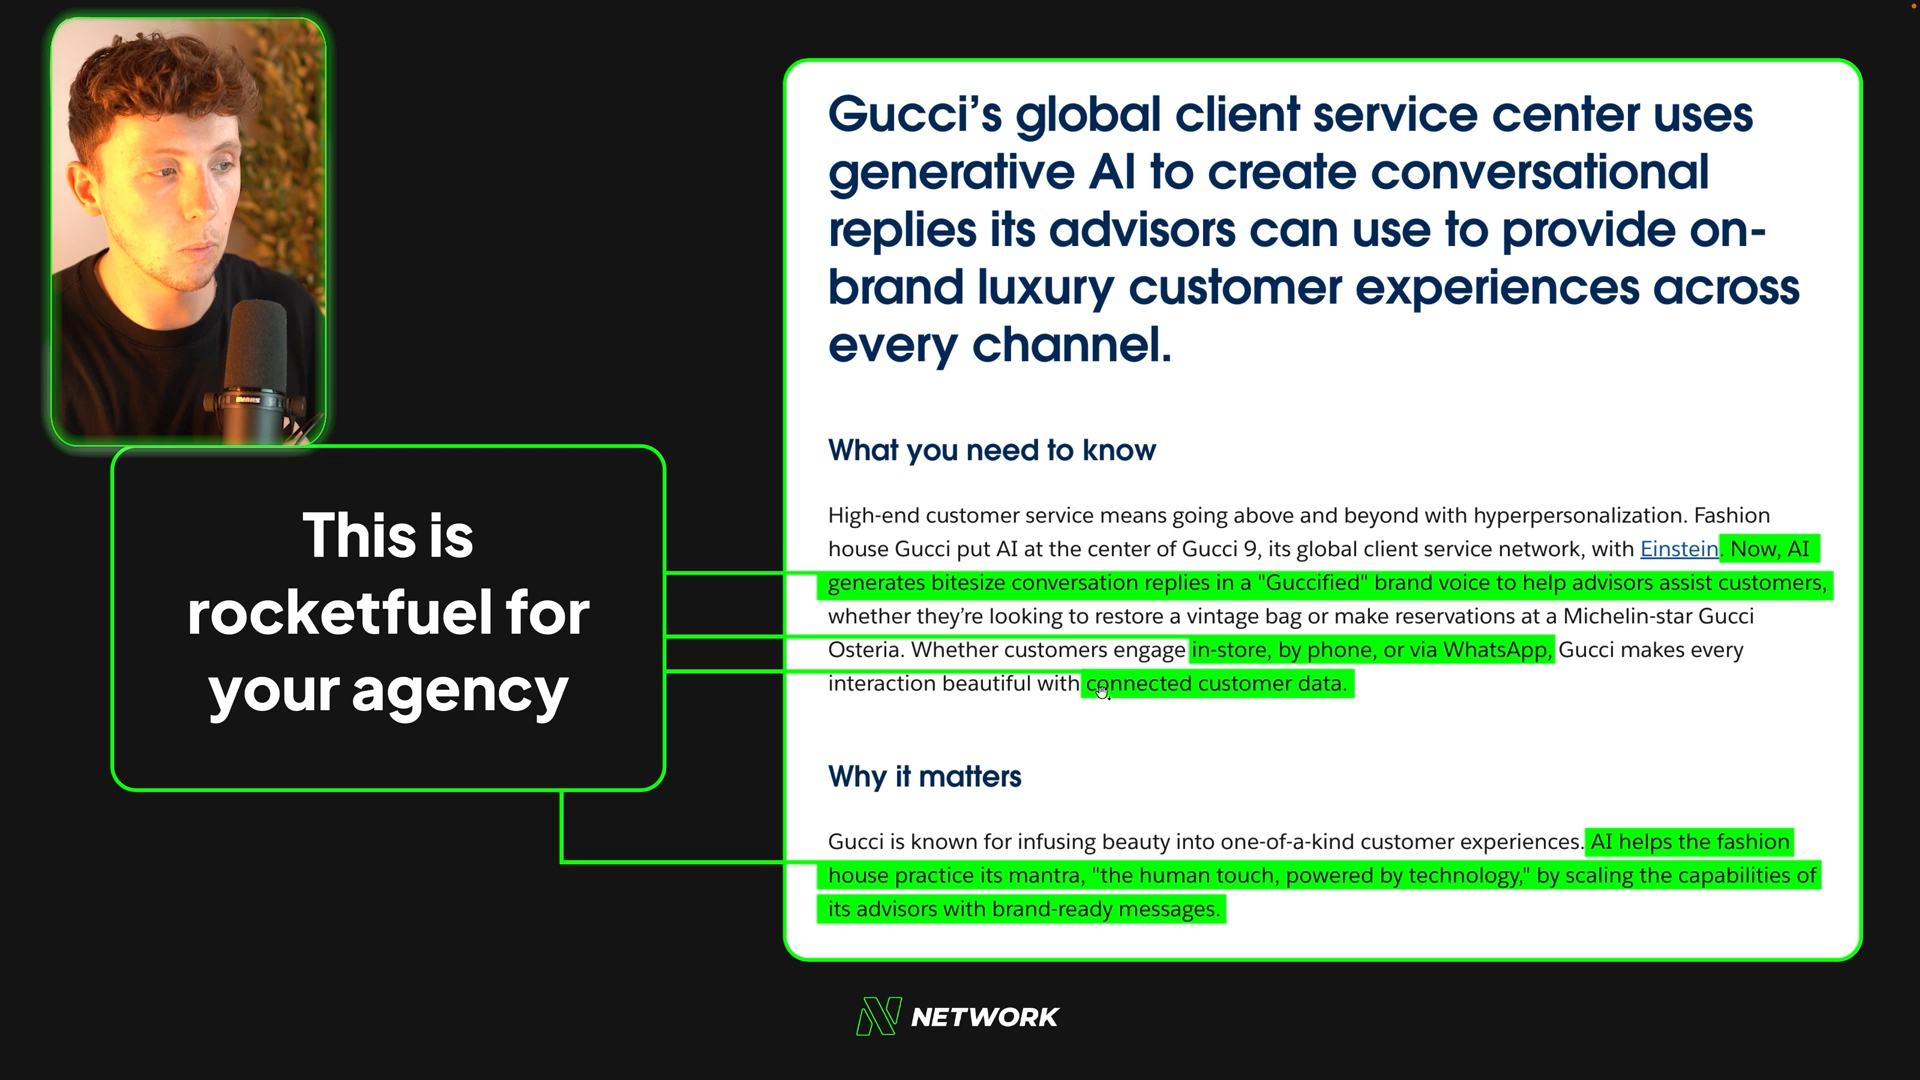 This is
rocketfuel for
your agency
Gucci’s global client service center uses
generative AI to create conversational
replies its advisors can use to provide on-
brand luxury customer experiences across
every channel.
What you need to know
High-end customer service means going above and beyond with hyperpersonalization. Fashion
house Gucci put AI at the center of Gucci 9, its global client service network, with Einstein. Now, AI
generates bitesize conversation replies in a "Guccified" brand voice to help advisors assist customers,
whether they’re looking to restore a vintage bag or make reservations at a Michelin-star Gucci
Osteria. Whether customers engage in-store, by phone, or via WhatsApp, Gucci makes every
interaction beautiful with connected customer data.
Why it matters
Gucci is known for infusing beauty into one-of-a-kind customer experiences. AI helps the fashion
house practice its mantra, "the human touch, powered by technology," by scaling the capabilities of
its advisors with brand-ready messages.
NETWORK